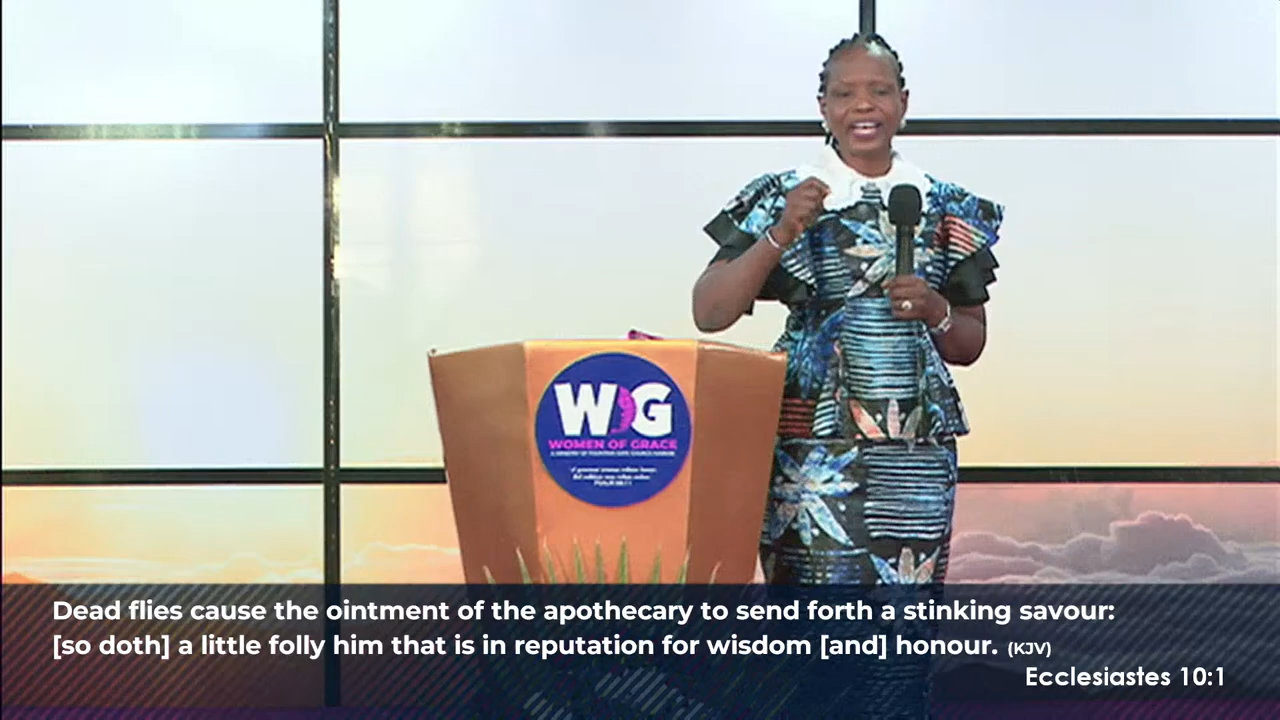 WG
WOMEN OF GRACE
Dead flies cause the ointment of the apothecary to send forth a stinking savour:
[so doth] a little folly him that is in reputation for wisdom [and] honour. (KJV)
Ecclesiastes 10:1